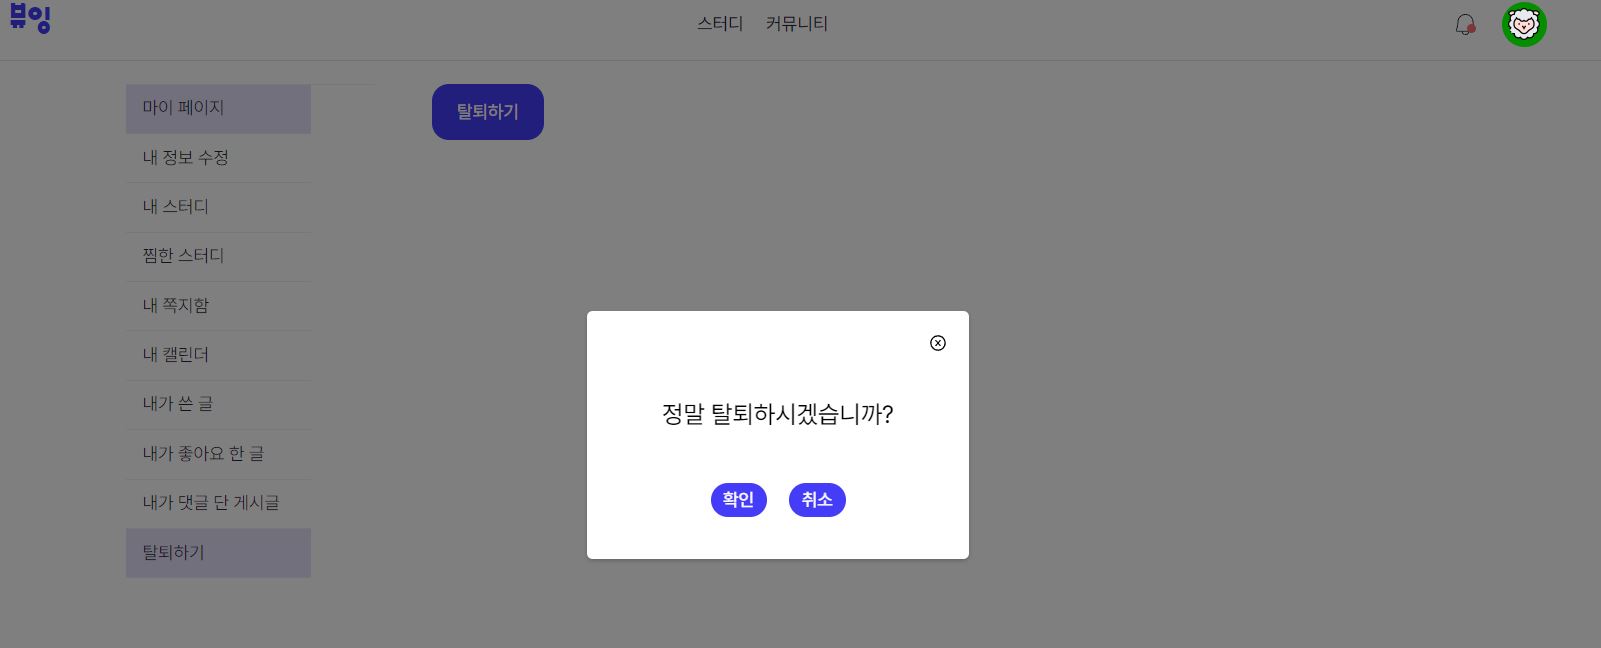 뷰잉
스터디 커뮤니티
마이 페이지
탈퇴하기
내 정보 수정
내 스터디
찜한 스터디
내 쪽지함
내 캘린더
내가 쓴 글
내가 좋아요 한 글
내가 댓글 단 게시글
탈퇴하기
정말 탈퇴하시겠습니까?
확인 취소